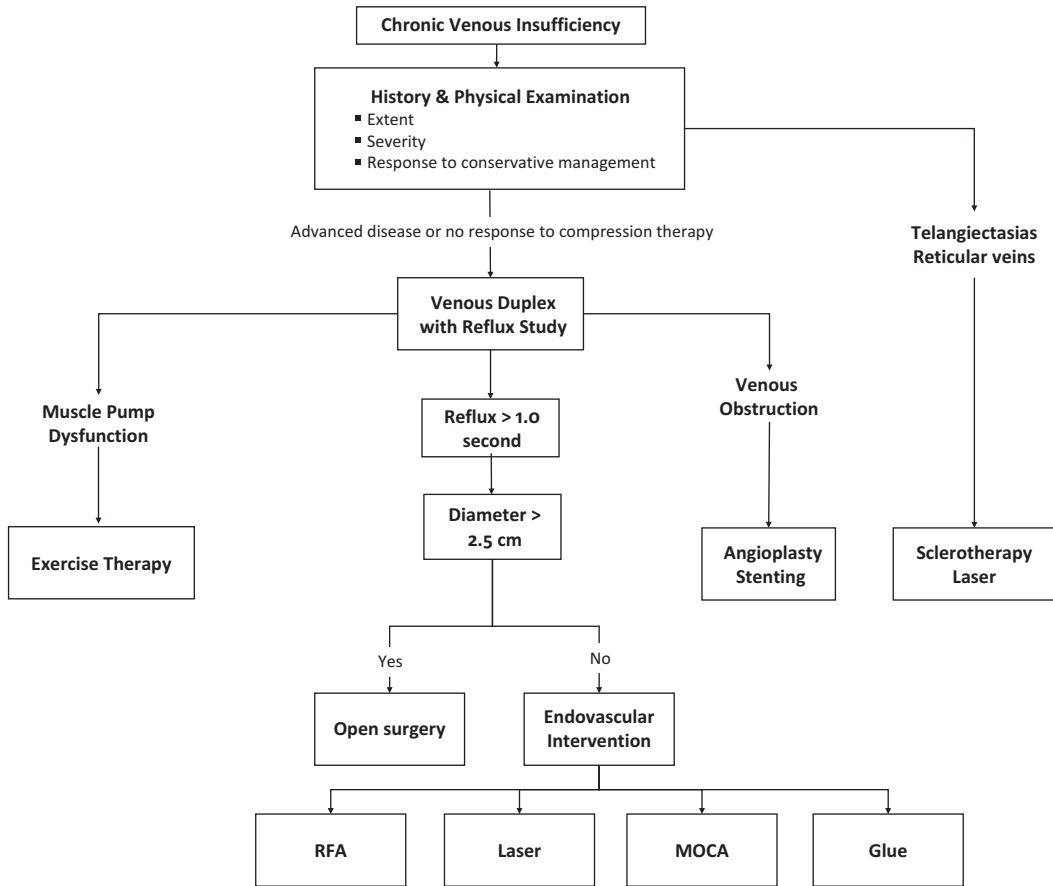 Chronic Venous Insufficiency
History & Physical Examination
▪ Extent
▪ Severity
▪ Response to conservative management
Advanced disease or no response to compression therapy
Telangiectasias
Reticular veins
Venous Duplex
with Reflux Study
Muscle Pump
Dysfunction
Reflux > 1.0
second
Venous
Obstruction
Diameter >
2.5 cm
Exercise Therapy
Angioplasty
Stenting
Sclerotherapy
Laser
Yes
No
Open surgery
Endovascular
Intervention
RFA
Laser
MOCA
Glue